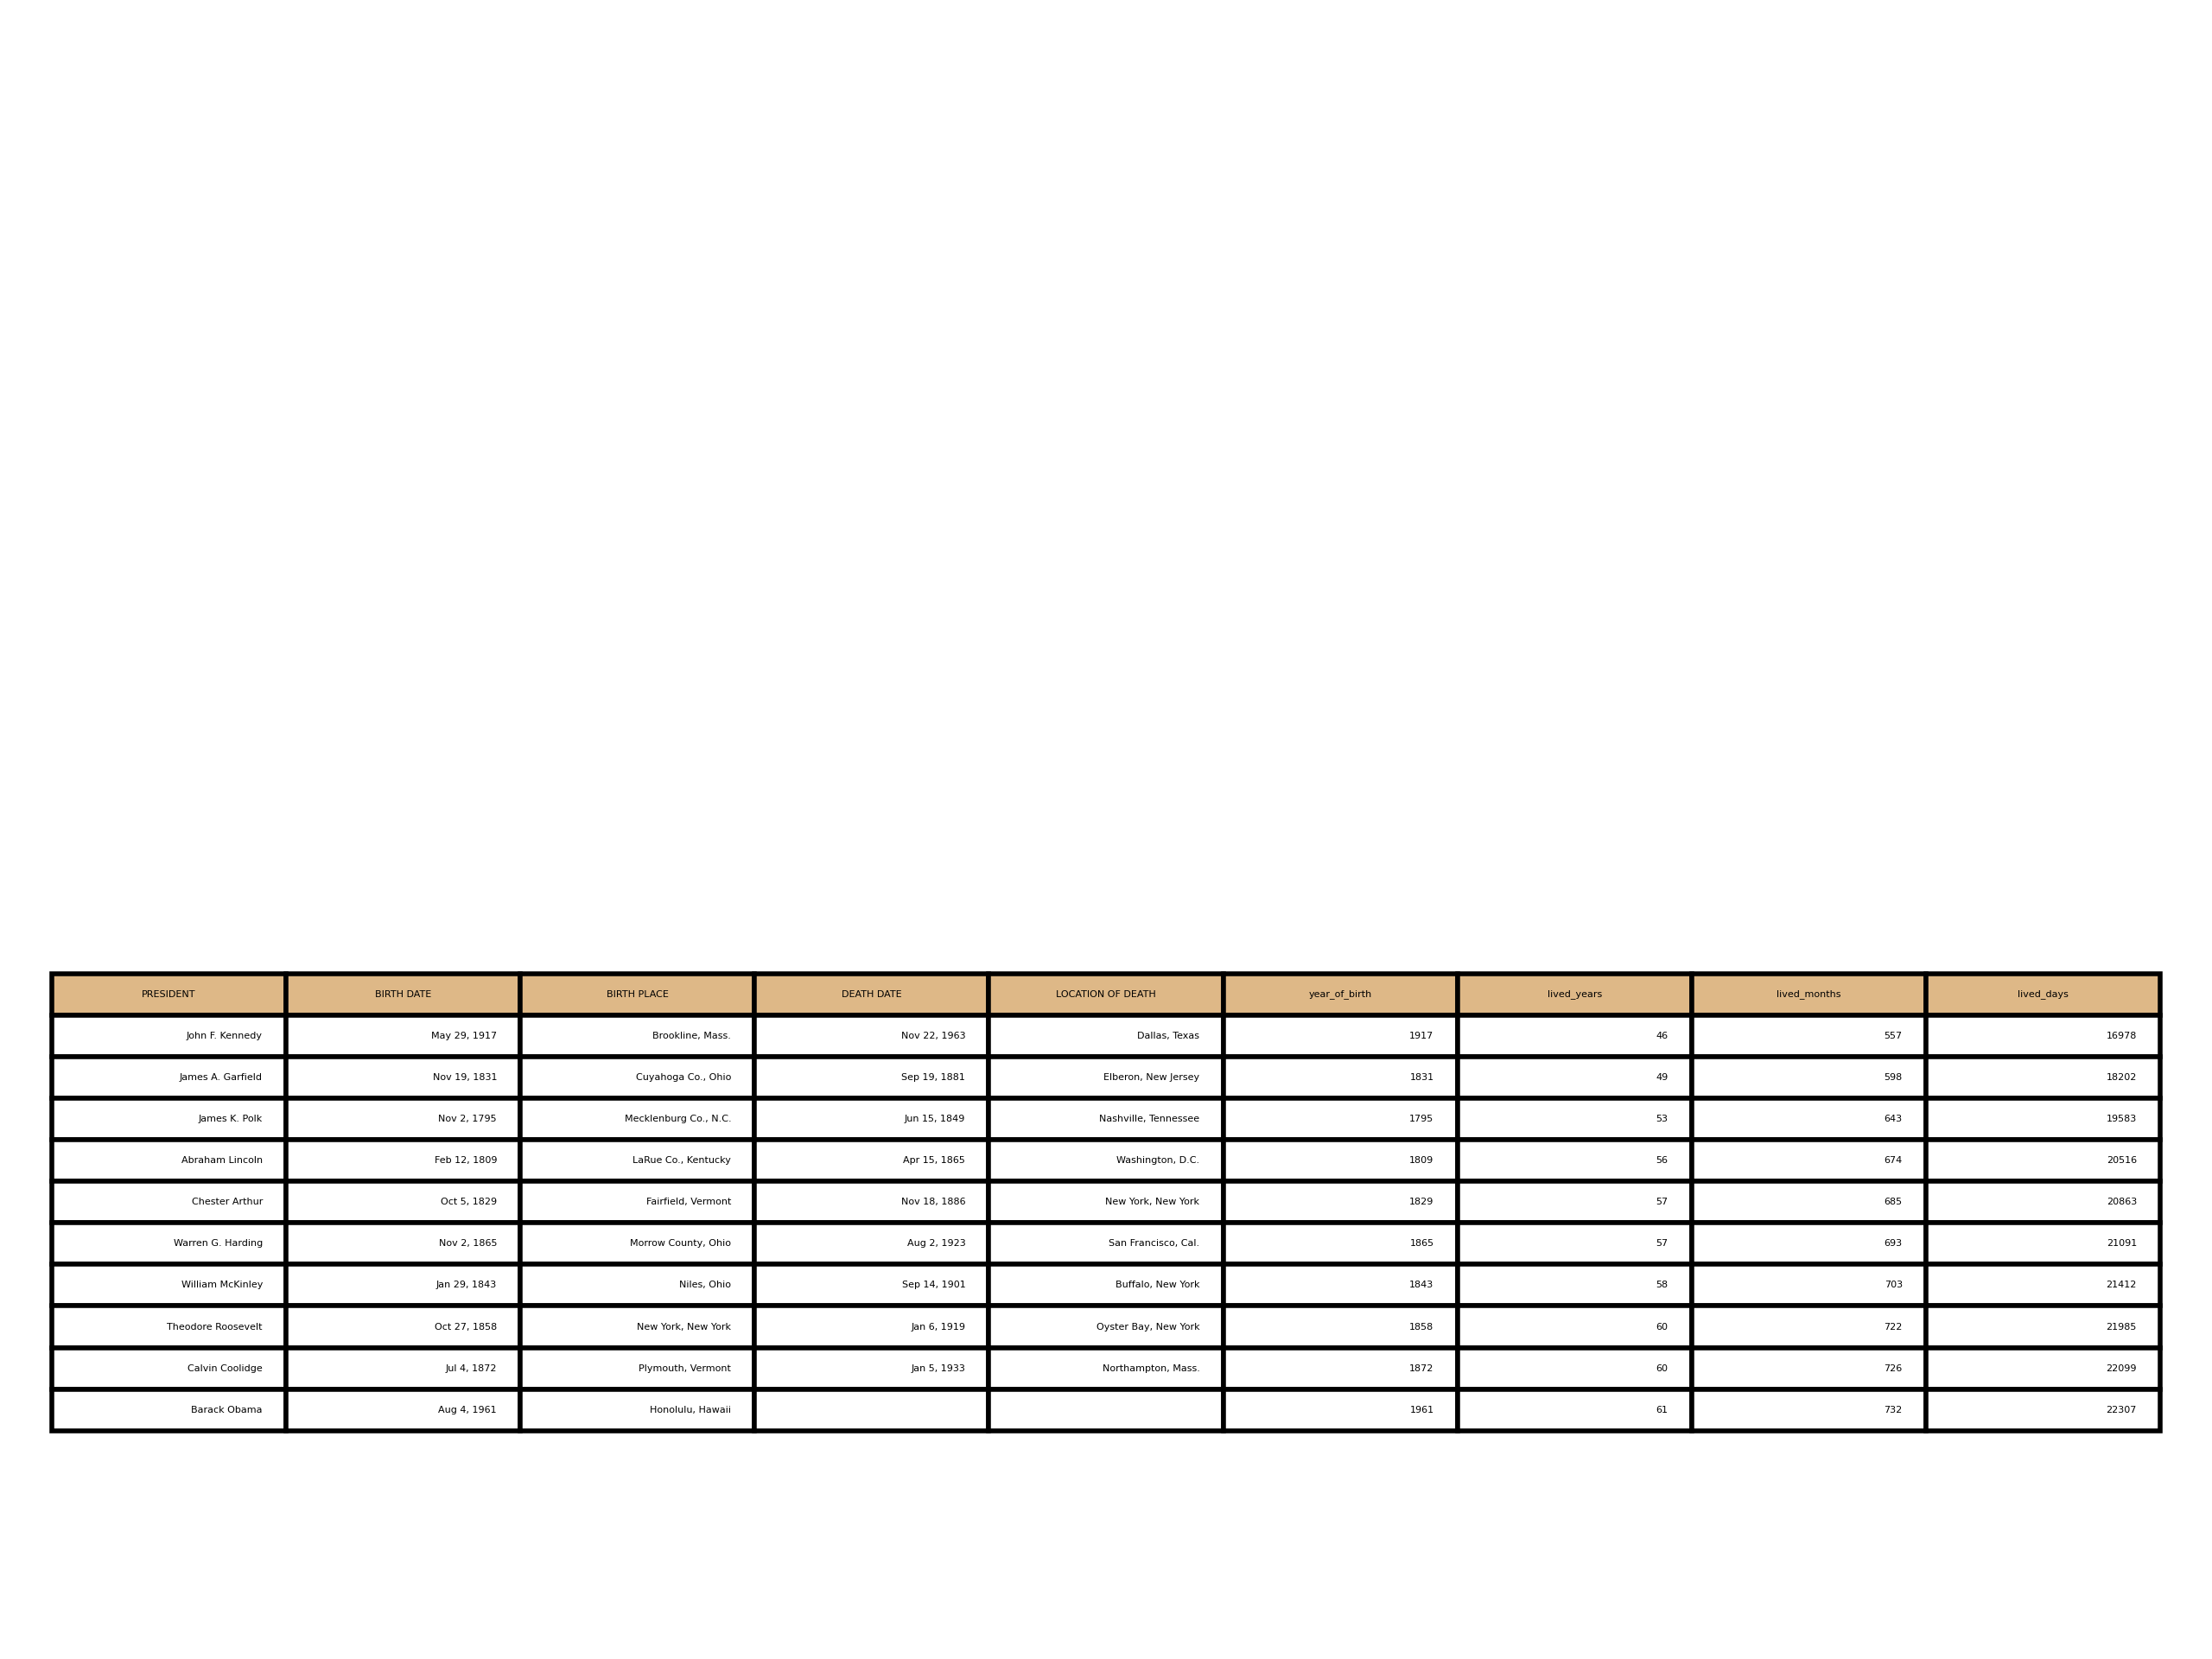 PRESIDENT BIRTH DATE BIRTH PLACE DEATH DATE LOCATION OF DEATH year_of_birth lived_years lived_months lived_days
John F. Kennedy May 29, 1917 Brookline, Mass. Nov 22, 1963 Dallas, Texas 1917 46 557 16978
James A. Garfield Nov 19, 1831 Cuyahoga Co., Ohio Sep 19, 1881 Elberon, New Jersey 1831 49 598 18202
James K. Polk Nov 2, 1795 Mecklenburg Co., N.C. Jun 15, 1849 Nashville, Tennessee 1795 53 643 19583
Abraham Lincoln Feb 12, 1809 LaRue Co., Kentucky Apr 15, 1865 Washington, D.C. 1809 56 674 20516
Chester Arthur Oct 5, 1829 Fairfield, Vermont Nov 18, 1886 New York, New York 1829 57 685 20863
Warren G. Harding Nov 2, 1865 Morrow County, Ohio Aug 2, 1923 San Francisco, Cal. 1865 57 693 21091
William McKinley Jan 29, 1843 Niles, Ohio Sep 14, 1901 Buffalo, New York 1843 58 703 21412
Theodore Roosevelt Oct 27, 1858 New York, New York Jan 6, 1919 Oyster Bay, New York 1858 60 722 21985
Calvin Coolidge Jul 4, 1872 Plymouth, Vermont Jan 5, 1933 Northampton, Mass. 1872 60 726 22099
Barack Obama Aug 4, 1961 Honolulu, Hawaii 1961 61 732 22307